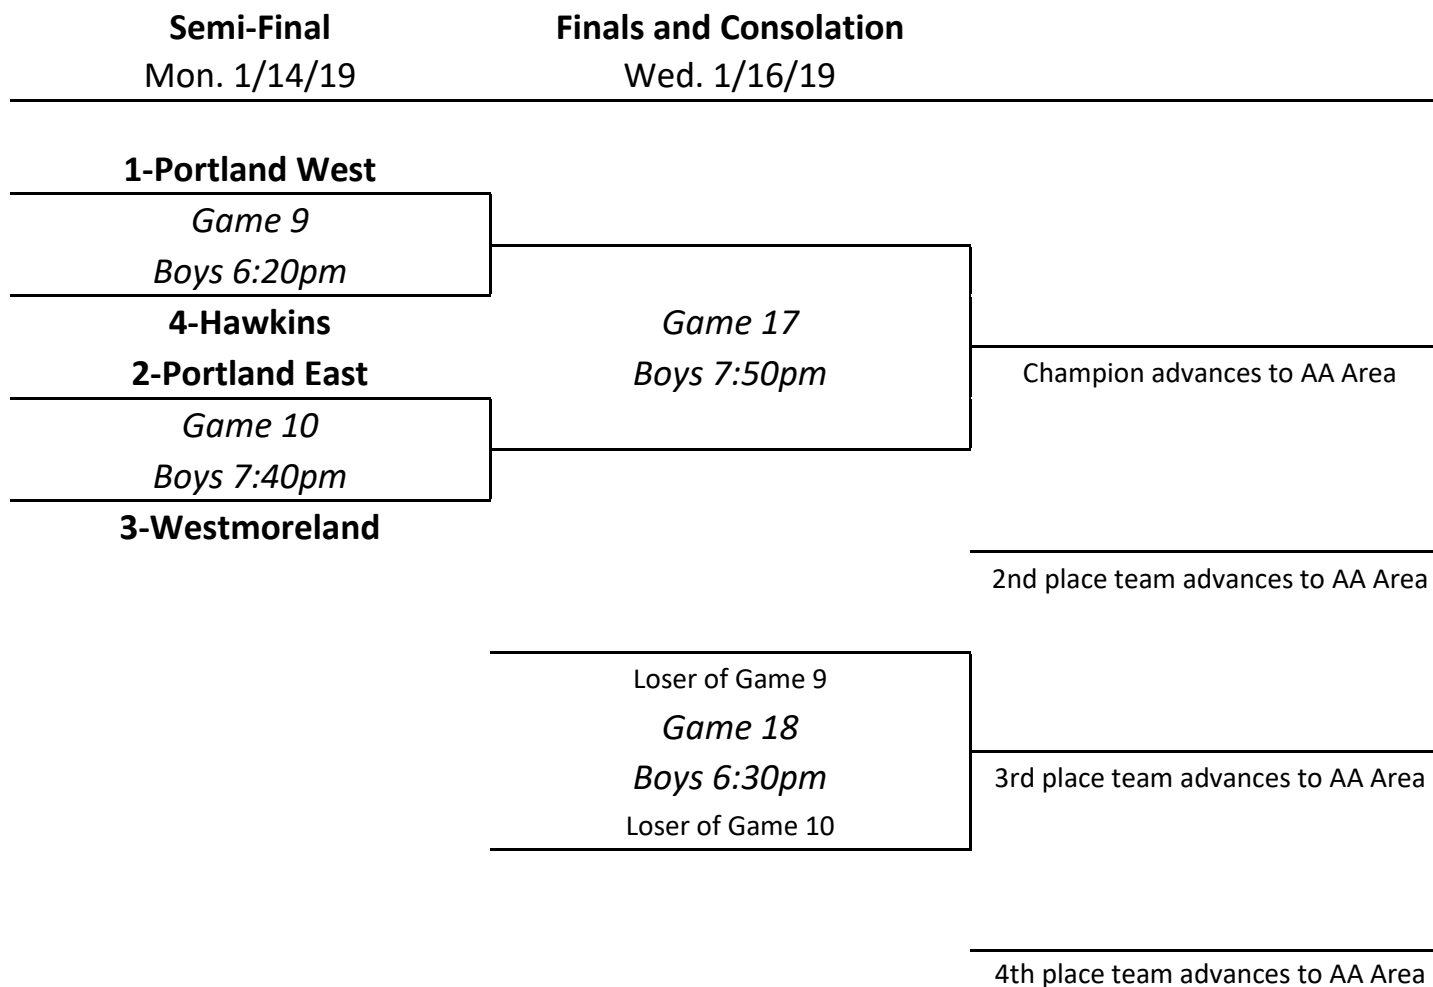 Semi-Final
Finals and Consolation
Mon. 1/14/19
Wed. 1/16/19
1-Portland West
Game 9
Boys 6:20pm
4-Hawkins
Game 17
2-Portland East
Boys 7:50pm
Champion advances to AA Area
Game 10
Boys 7:40pm
3-Westmoreland
2nd place team advances to AA Area
Loser of Game 9
Game 18
Boys 6:30pm
3rd place team advances to AA Area
Loser of Game 10
4th place team advances to AA Area